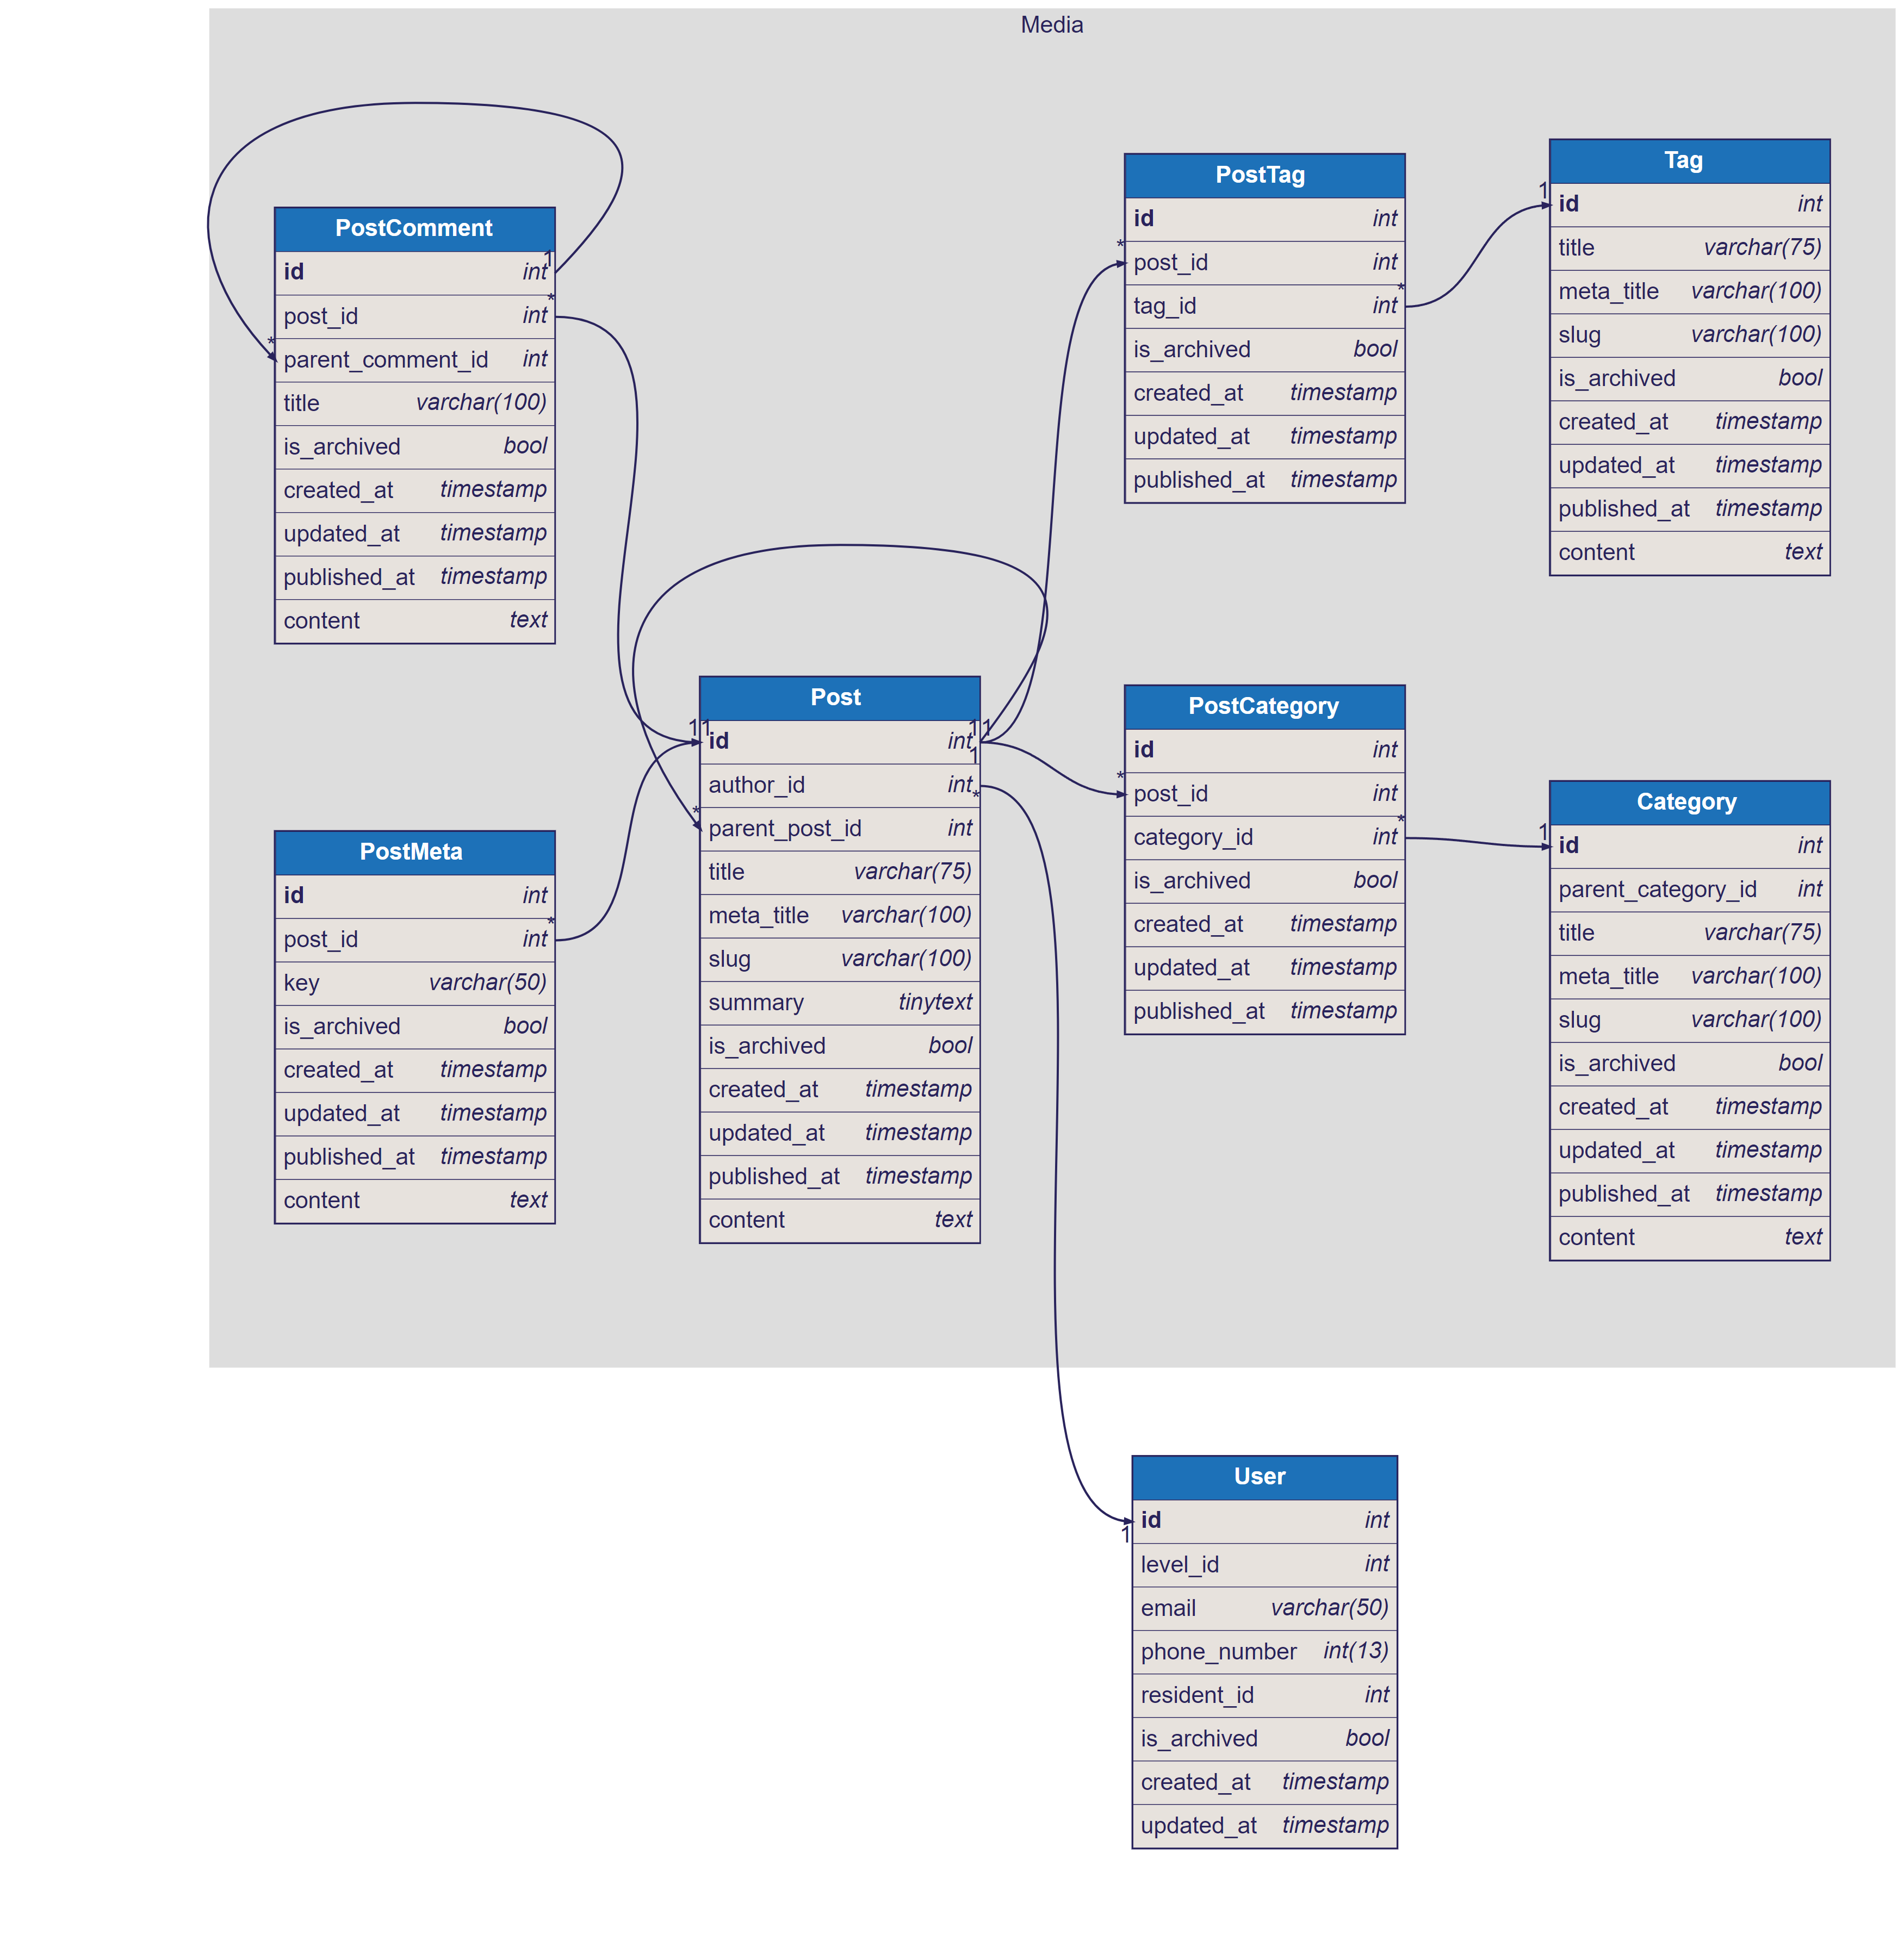 Media
PostComment
id int
post_id int
parent_comment_id int
title varchar(100)
is_archived bool
created_at timestamp
updated_at timestamp
published_at timestamp
content text
1
*
*
PostMeta
id int
post_id int
key varchar(50)
is_archived bool
created_at timestamp
updated_at timestamp
published_at timestamp
content text
*
Post
id int
author_id int
parent_post_id int
title varchar(75)
meta_title varchar(100)
slug varchar(100)
summary tinytext
is_archived bool
created_at timestamp
updated_at timestamp
published_at timestamp
content text
1 1
1 1
1
*
*
PostTag
id int
post_id int
tag_id int
is_archived bool
created_at timestamp
updated_at timestamp
published_at timestamp
*
*
Tag
id int
title varchar(75)
meta_title varchar(100)
slug varchar(100)
is_archived bool
created_at timestamp
updated_at timestamp
published_at timestamp
content text
1
PostCategory
id int
post_id int
category_id int
is_archived bool
created_at timestamp
updated_at timestamp
published_at timestamp
*
*
Category
id int
parent_category_id int
title varchar(75)
meta_title varchar(100)
slug varchar(100)
is_archived bool
created_at timestamp
updated_at timestamp
published_at timestamp
content text
1
User
id int
level_id int
email varchar(50)
phone_number int(13)
resident_id int
is_archived bool
created_at timestamp
updated_at timestamp
1